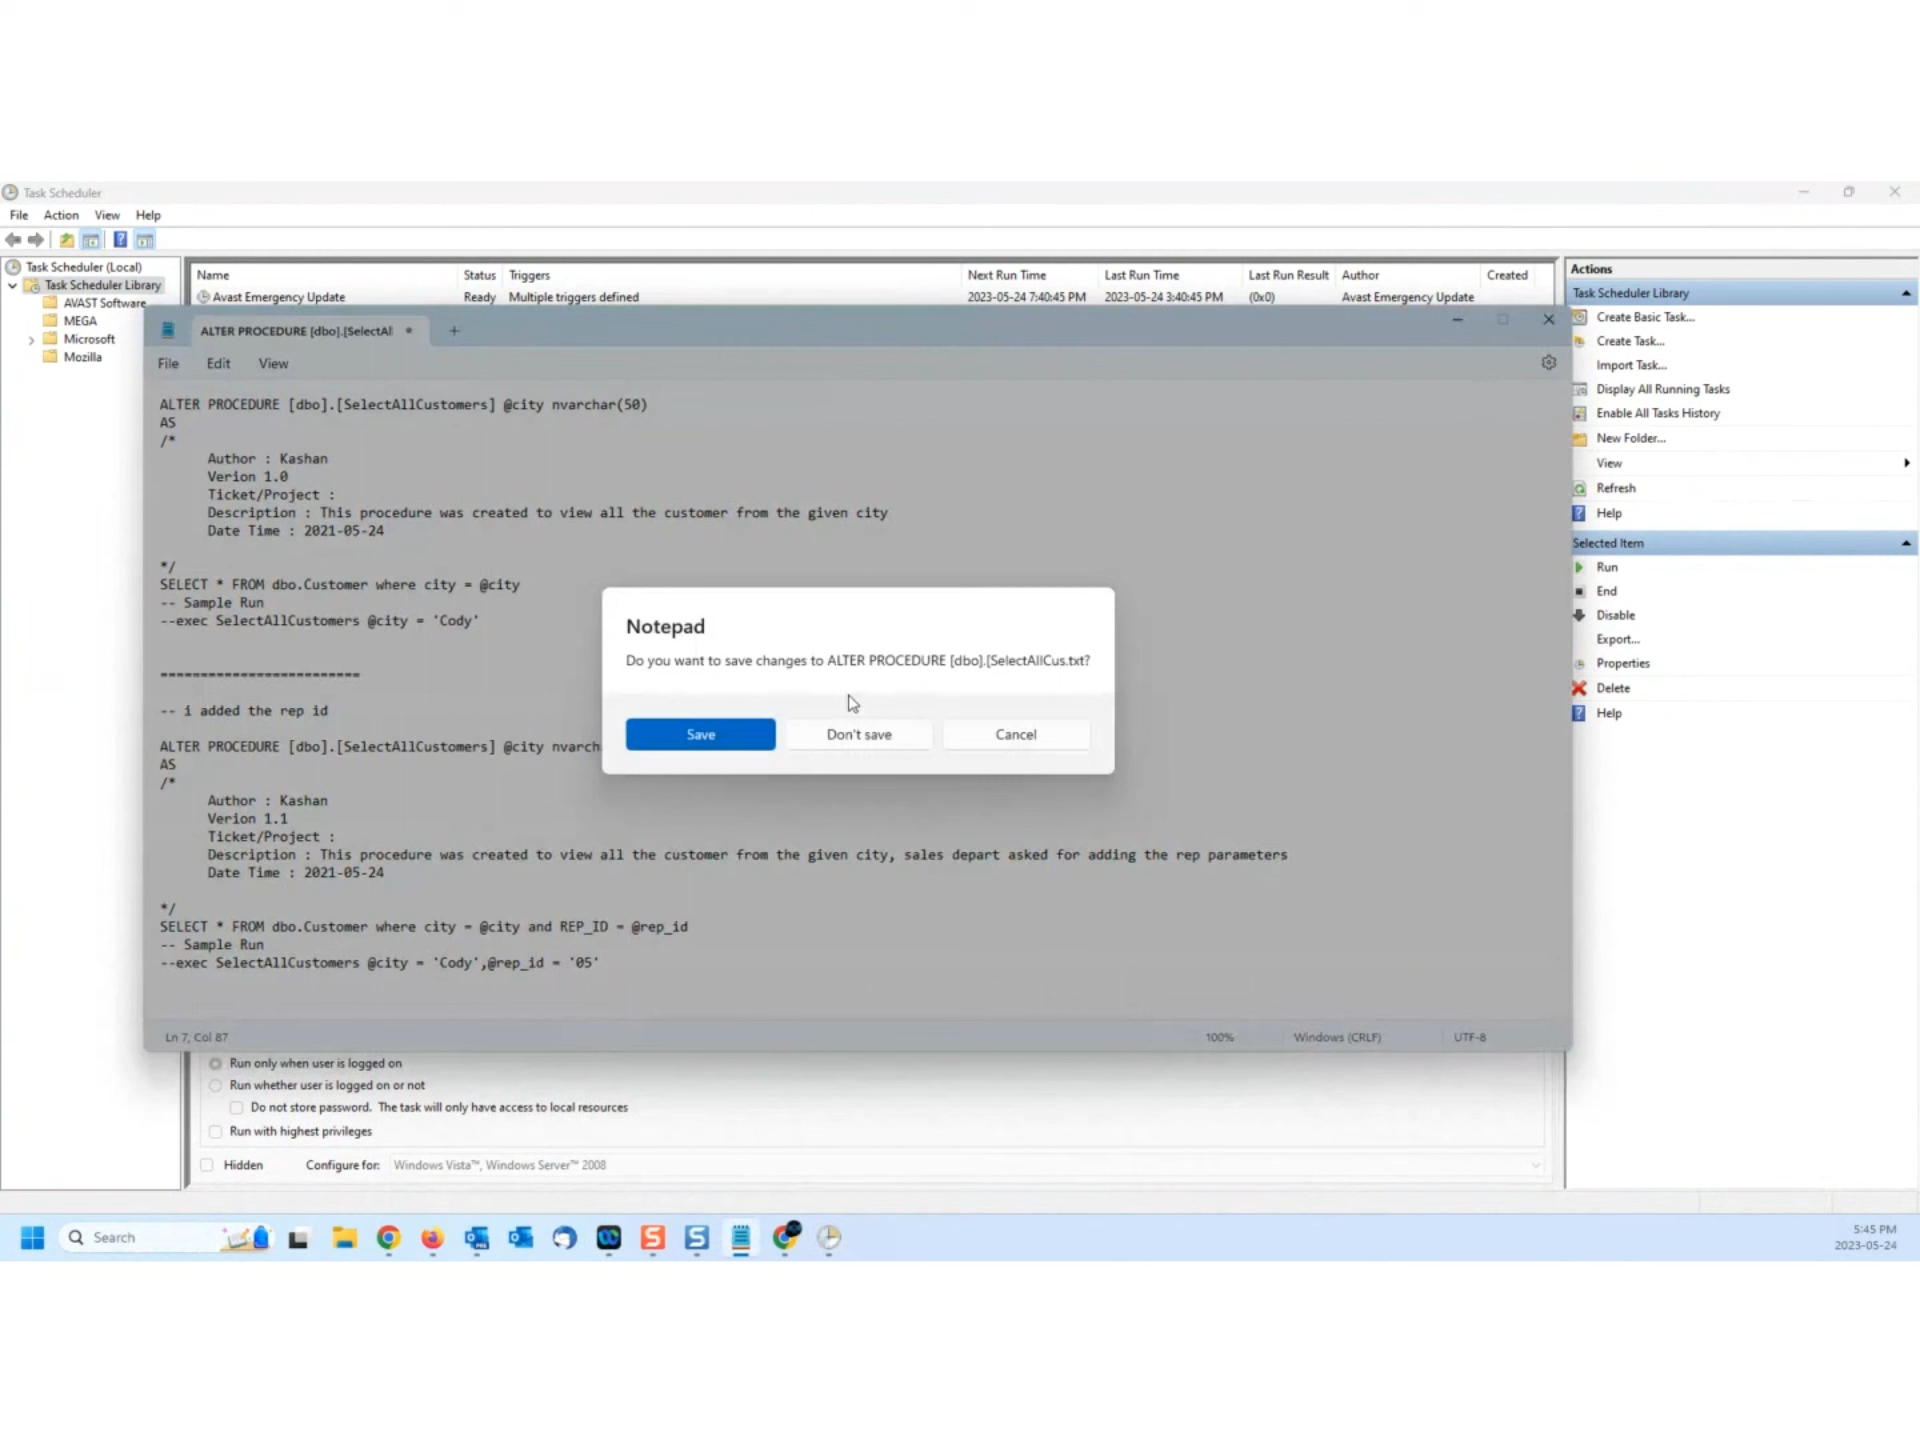 Task Scheduler
File Action View Help
Task Scheduler (Local)
Task Scheduler Library
AVAST Software
MEGA
Microsoft
Mozilla
Name Status Triggers Next Run Time Last Run Time Last Run Result Author Created
Avast Emergency Update Ready Multiple triggers defined 2023-05-24 7:40:45 PM 2023-05-24 3:40:45 PM (0x0) Avast Emergency Update
ALTER PROCEDURE [dbo].[SelectAl
File Edit View
ALTER PROCEDURE [dbo].[SelectAllCustomers] @city nvarchar(50)
AS
/*
Author : Kashan
Verion 1.0
Ticket/Project :
Description : This procedure was created to view all the customer from the given city
Date Time : 2021-05-24
*/
SELECT * FROM dbo.Customer where city = @city
-- Sample Run
--exec SelectAllCustomers @city = 'Cody'
=========================
-- i added the rep id
ALTER PROCEDURE [dbo].[SelectAllCustomers] @city nvarch
AS
/*
Author : Kashan
Verion 1.1
Ticket/Project :
Description : This procedure was created to view all the customer from the given city, sales depart asked for adding the rep parameters
Date Time : 2021-05-24
*/
SELECT * FROM dbo.Customer where city = @city and REP_ID = @rep_id
-- Sample Run
--exec SelectAllCustomers @city = 'Cody',@rep_id = '05'
Ln 7, Col 87 100% Windows (CRLF) UTF-8
Notepad
Do you want to save changes to ALTER PROCEDURE [dbo].[SelectAllCus.txt?
Save Don't save Cancel
Run only when user is logged on
Run whether user is logged on or not
Do not store password. The task will only have access to local resources
Run with highest privileges
Hidden Configure for: Windows Vista™, Windows Server™ 2008
Actions
Task Scheduler Library
Create Basic Task...
Create Task...
Import Task...
Display All Running Tasks
Enable All Tasks History
New Folder...
View
Refresh
Help
Selected Item
Run
End
Disable
Export...
Properties
Delete
Help
Search
5:45 PM
2023-05-24